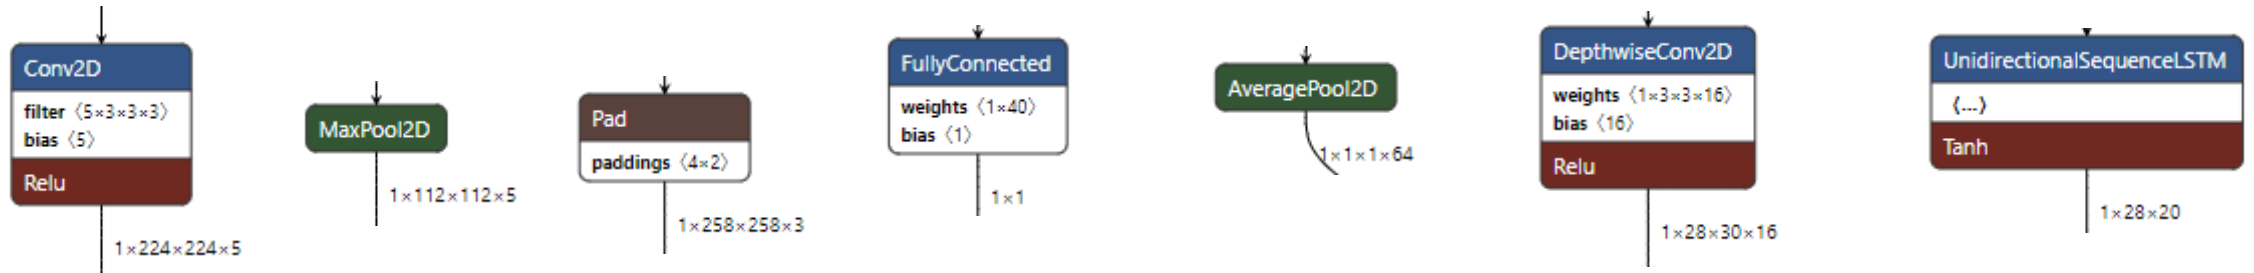 Conv2D
filter ⟨5×3×3×3⟩
bias ⟨5⟩
Relu
1×224×224×5
MaxPool2D
1×112×112×5
Pad
paddings ⟨4×2⟩
1×258×258×3
FullyConnected
weights ⟨1×40⟩
bias ⟨1⟩
1×1
AveragePool2D
1×1×1×64
DepthwiseConv2D
weights ⟨1×3×3×16⟩
bias ⟨16⟩
Relu
1×28×30×16
UnidirectionalSequenceLSTM
⟨...⟩
Tanh
1×28×20